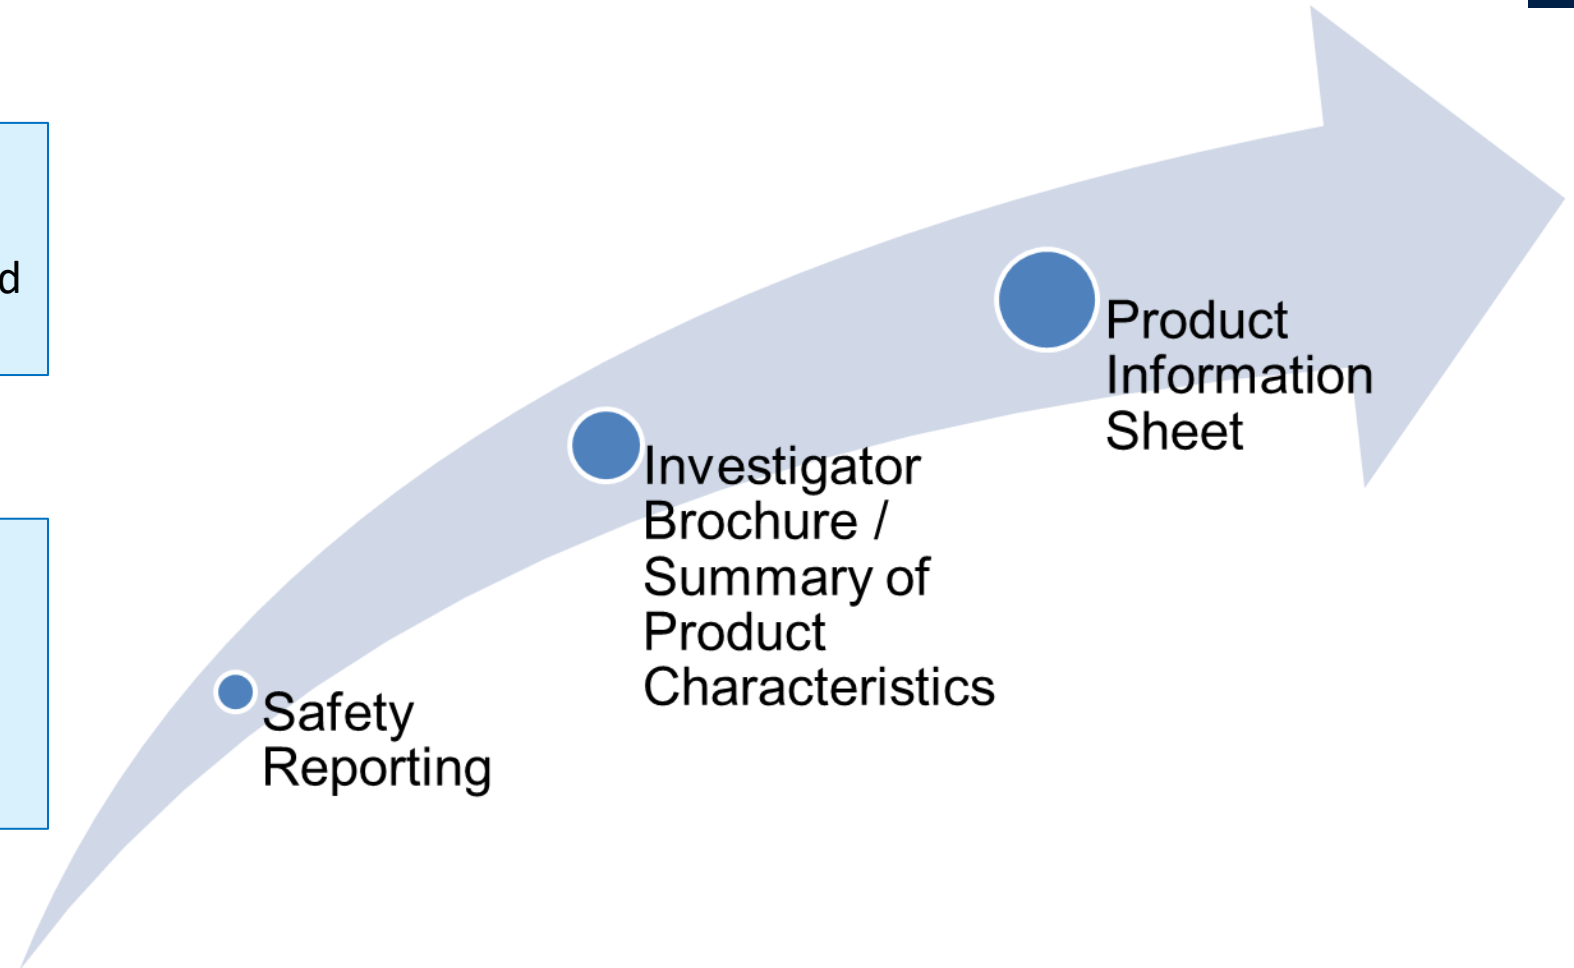 d
Safety
Reporting
Investigator
Brochure /
Summary of
Product
Characteristics
Product
Information
Sheet